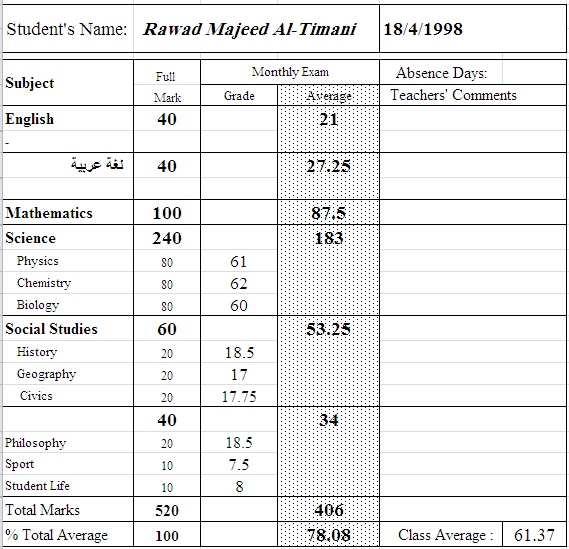 Student's Name: Rawad Majeed Al-Timani 18/4/1998
Subject Full Mark Monthly Exam Absence Days:
Grade Average Teachers' Comments
English 40 21
-
لغة عربية 40 27.25
Mathematics 100 87.5
Science 240 183
Physics 80 61
Chemistry 80 62
Biology 80 60
Social Studies 60 53.25
History 20 18.5
Geography 20 17
Civics 20 17.75
40 34
Philosophy 20 18.5
Sport 10 7.5
Student Life 10 8
Total Marks 520 406
% Total Average 100 78.08 Class Average : 61.37